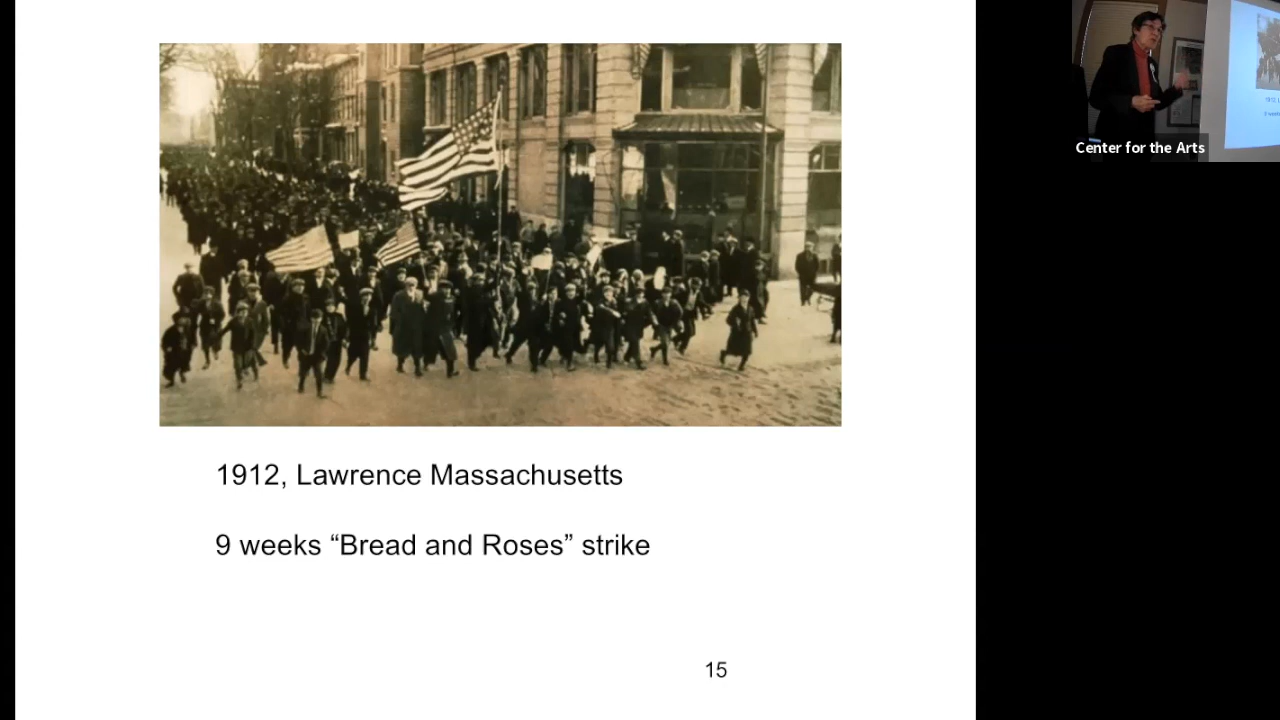 Center for the Arts
1912, Lawrence Massachusetts
9 weeks “Bread and Roses” strike
15